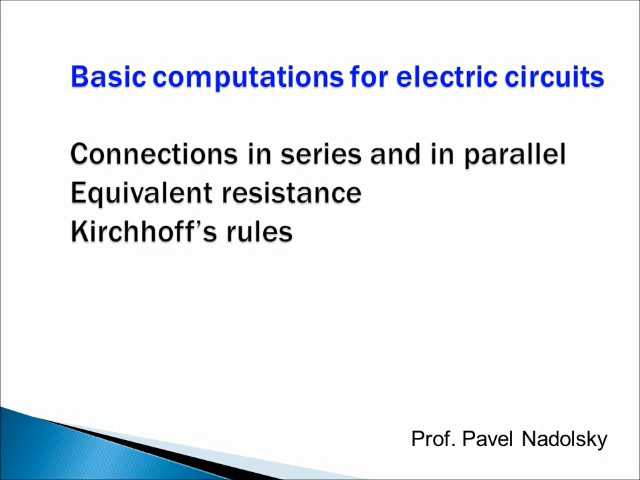 Basic computations for electric circuits
Connections in series and in parallel
Equivalent resistance
Kirchhoff’s rules
Prof. Pavel Nadolsky